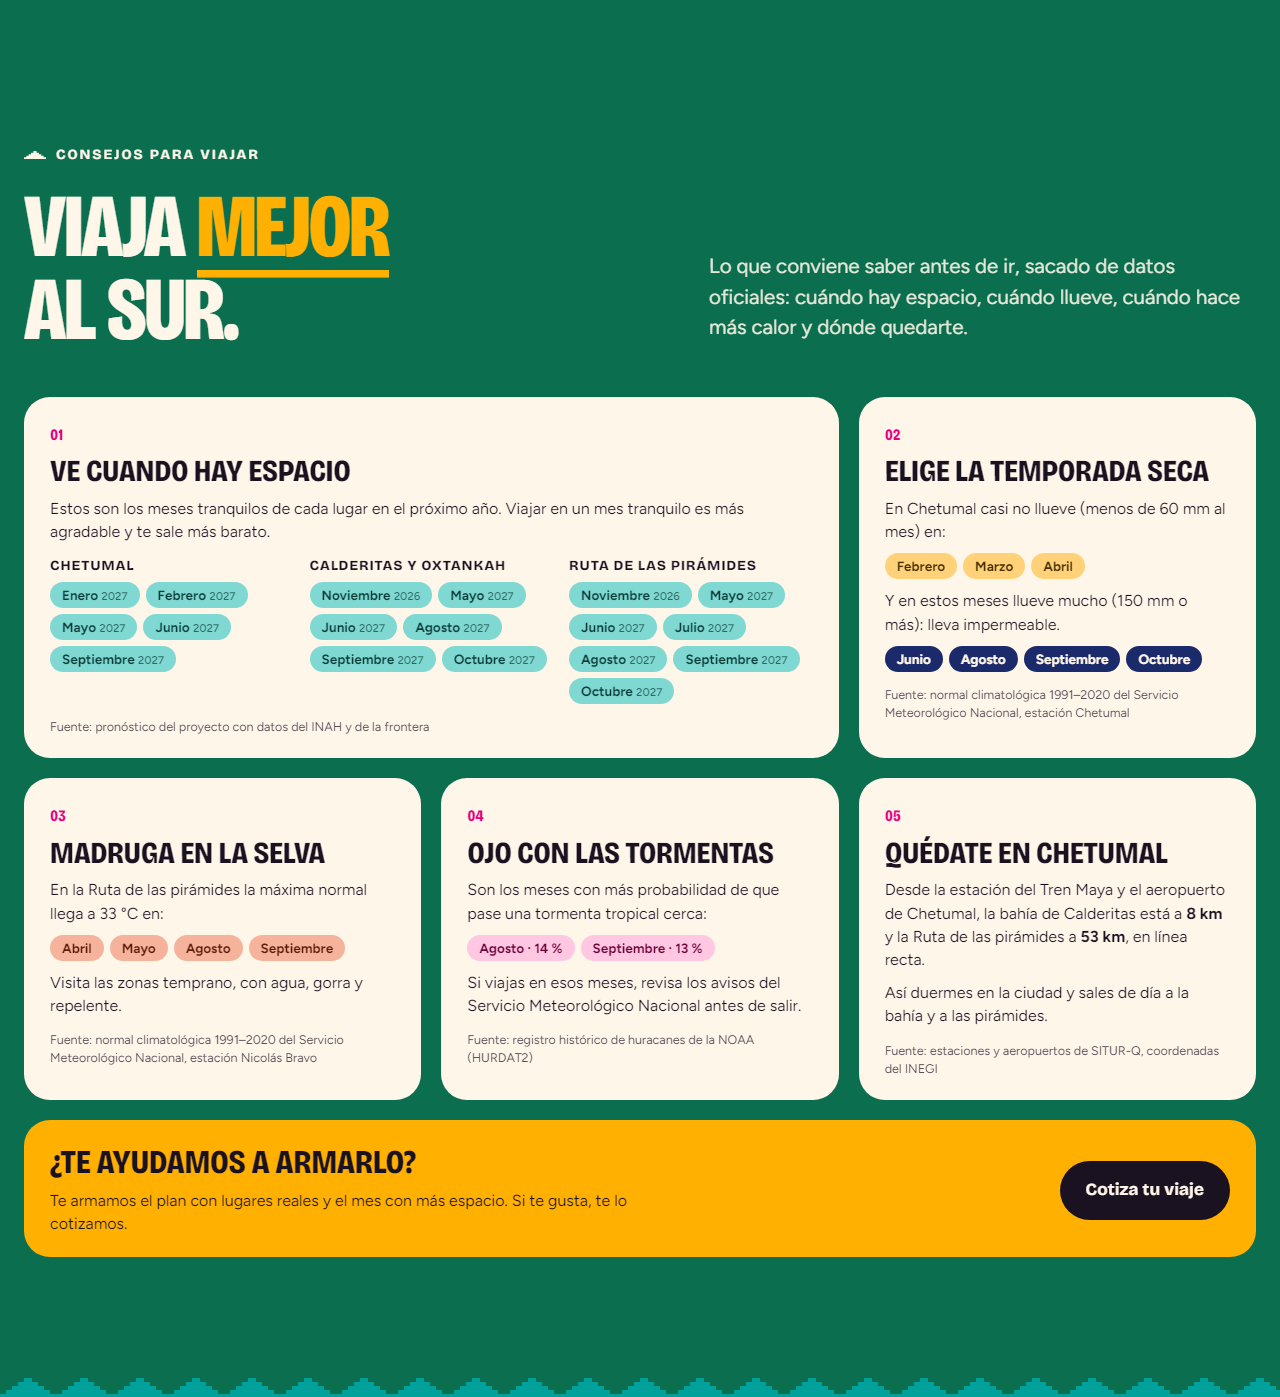 CONSEJOS PARA VIAJAR
VIAJA MEJOR
AL SUR.
Lo que conviene saber antes de ir, sacado de datos
oficiales: cuándo hay espacio, cuándo llueve, cuándo hace
más calor y dónde quedarte.
01
VE CUANDO HAY ESPACIO
Estos son los meses tranquilos de cada lugar en el próximo año. Viajar en un mes tranquilo es más
agradable y te sale más barato.
CHETUMAL
Enero 2027 Febrero 2027
Mayo 2027 Junio 2027
Septiembre 2027
CALDERITAS Y OXTANKAH
Noviembre 2026 Mayo 2027
Junio 2027 Agosto 2027
Septiembre 2027 Octubre 2027
RUTA DE LAS PIRÁMIDES
Noviembre 2026 Mayo 2027
Junio 2027 Julio 2027
Agosto 2027 Septiembre 2027
Octubre 2027
Fuente: pronóstico del proyecto con datos del INAH y de la frontera
02
ELIGE LA TEMPORADA SECA
En Chetumal casi no llueve (menos de 60 mm al
mes) en:
Febrero Marzo Abril
Y en estos meses llueve mucho (150 mm o
más): lleva impermeable.
Junio Agosto Septiembre Octubre
Fuente: normal climatológica 1991–2020 del Servicio
Meteorológico Nacional, estación Chetumal
03
MADRUGA EN LA SELVA
En la Ruta de las pirámides la máxima normal
llega a 33 °C en:
Abril Mayo Agosto Septiembre
Visita las zonas temprano, con agua, gorra y
repelente.
Fuente: normal climatológica 1991–2020 del Servicio
Meteorológico Nacional, estación Nicolás Bravo
04
OJO CON LAS TORMENTAS
Son los meses con más probabilidad de que
pase una tormenta tropical cerca:
Agosto · 14 % Septiembre · 13 %
Si viajas en esos meses, revisa los avisos del
Servicio Meteorológico Nacional antes de salir.
Fuente: registro histórico de huracanes de la NOAA
(HURDAT2)
05
QUÉDATE EN CHETUMAL
Desde la estación del Tren Maya y el aeropuerto
de Chetumal, la bahía de Calderitas está a 8 km
y la Ruta de las pirámides a 53 km, en línea
recta.
Así duermes en la ciudad y sales de día a la
bahía y a las pirámides.
Fuente: estaciones y aeropuertos de SITUR-Q, coordenadas
del INEGI
¿TE AYUDAMOS A ARMARLO?
Te armamos el plan con lugares reales y el mes con más espacio. Si te gusta, te lo
cotizamos.
Cotiza tu viaje